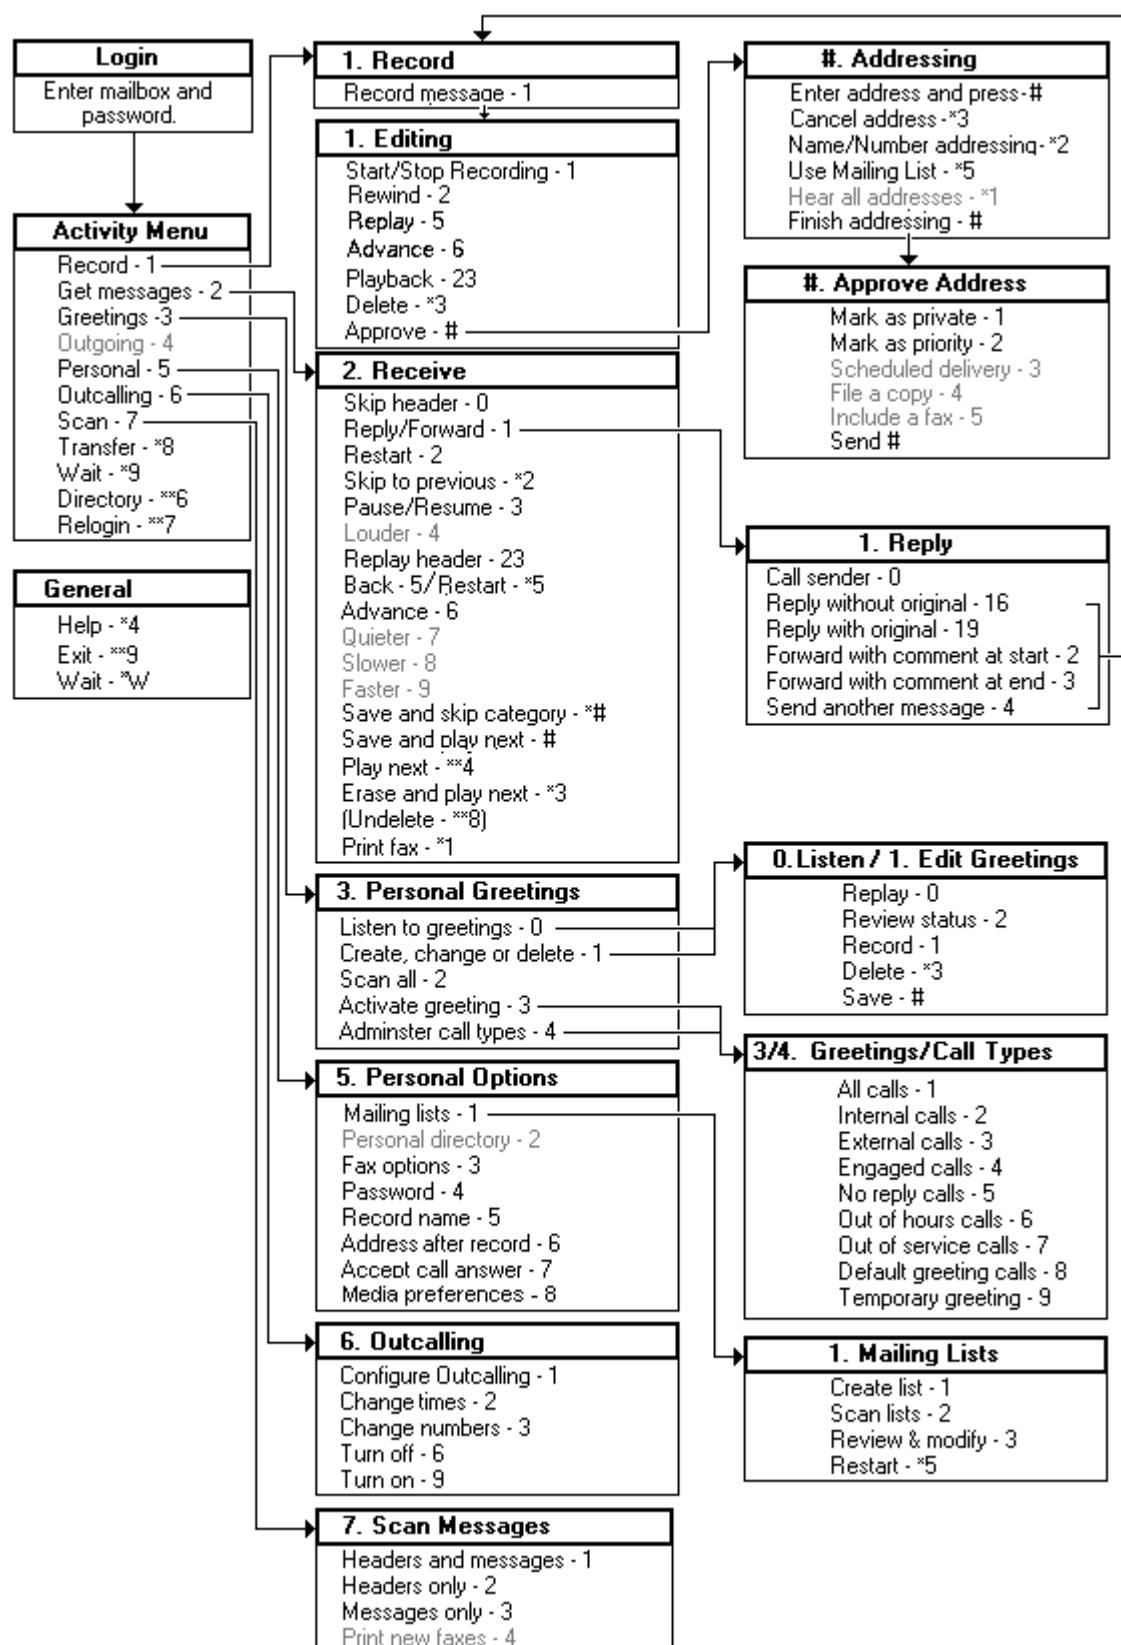 Login
Enter mailbox and
password.
Activity Menu
Record - 1
Get messages - 2
Greetings -3
Outgoing - 4
Personal - 5
Outcalling - 6
Scan - 7
Transfer - *8
Wait - *9
Directory - **6
Relogin - **7
General
Help - *4
Exit - **9
Wait - *W
1. Record
Record message - 1
1. Editing
Start/Stop Recording - 1
Rewind - 2
Replay - 5
Advance - 6
Playback - 23
Delete - *3
Approve - #
2. Receive
Skip header - 0
Reply/Forward - 1
Restart - 2
Skip to previous - *2
Pause/Resume - 3
Louder - 4
Replay header - 23
Back - 5/Restart - *5
Advance - 6
Quieter - 7
Slower - 8
Faster - 9
Save and skip category - *#
Save and play next - #
Play next - **4
Erase and play next - *3
(Undelete - **8)
Print fax - *1
3. Personal Greetings
Listen to greetings - 0
Create, change or delete - 1
Scan all - 2
Activate greeting - 3
Adminster call types - 4
5. Personal Options
Mailing lists - 1
Personal directory - 2
Fax options - 3
Password - 4
Record name - 5
Address after record - 6
Accept call answer - 7
Media preferences - 8
6. Outcalling
Configure Outcalling - 1
Change times - 2
Change numbers - 3
Turn off - 6
Turn on - 9
7. Scan Messages
Headers and messages - 1
Headers only - 2
Messages only - 3
Print new faxes - 4
#. Addressing
Enter address and press-#
Cancel address -*3
Name/Number addressing- *2
Use Mailing List - *5
Hear all addresses - *1
Finish addressing - #
#. Approve Address
Mark as private - 1
Mark as priority - 2
Scheduled delivery - 3
File a copy - 4
Include a fax - 5
Send #
1. Reply
Call sender - 0
Reply without original - 16
Reply with original - 19
Forward with comment at start - 2
Forward with comment at end - 3
Send another message - 4
0.Listen / 1. Edit Greetings
Replay - 0
Review status - 2
Record - 1
Delete - *3
Save - #
3/4. Greetings/Call Types
All calls - 1
Internal calls - 2
External calls - 3
Engaged calls - 4
No reply calls - 5
Out of hours calls - 6
Out of service calls - 7
Default greeting calls - 8
Temporary greeting - 9
1. Mailing Lists
Create list - 1
Scan lists - 2
Review & modify - 3
Restart - *5